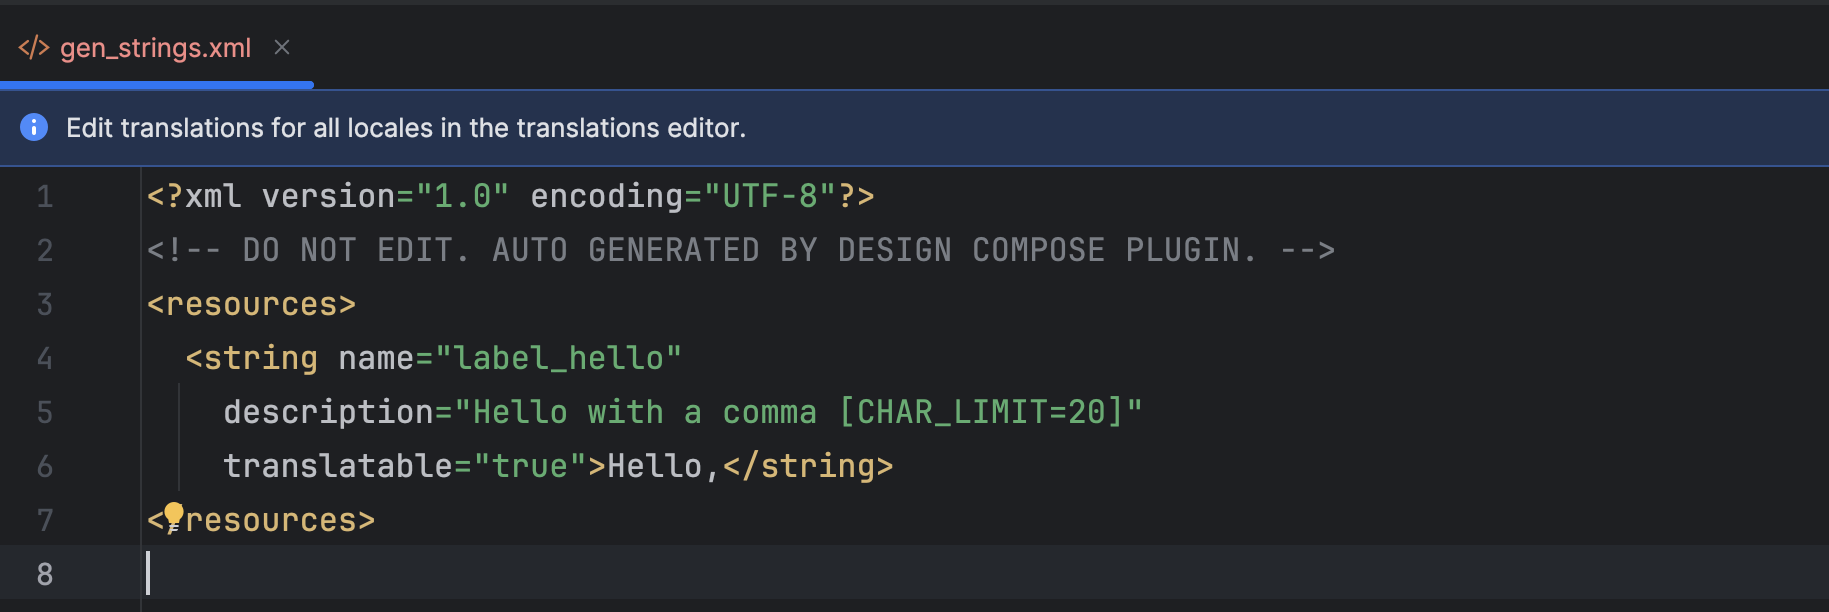 </> gen_strings.xml ×
Edit translations for all locales in the translations editor.
1 <?xml version="1.0" encoding="UTF-8"?>
2 <!-- DO NOT EDIT. AUTO GENERATED BY DESIGN COMPOSE PLUGIN. -->
3 <resources>
4 <string name="label_hello"
5 description="Hello with a comma [CHAR_LIMIT=20]"
6 translatable="true">Hello,</string>
7 </resources>
8